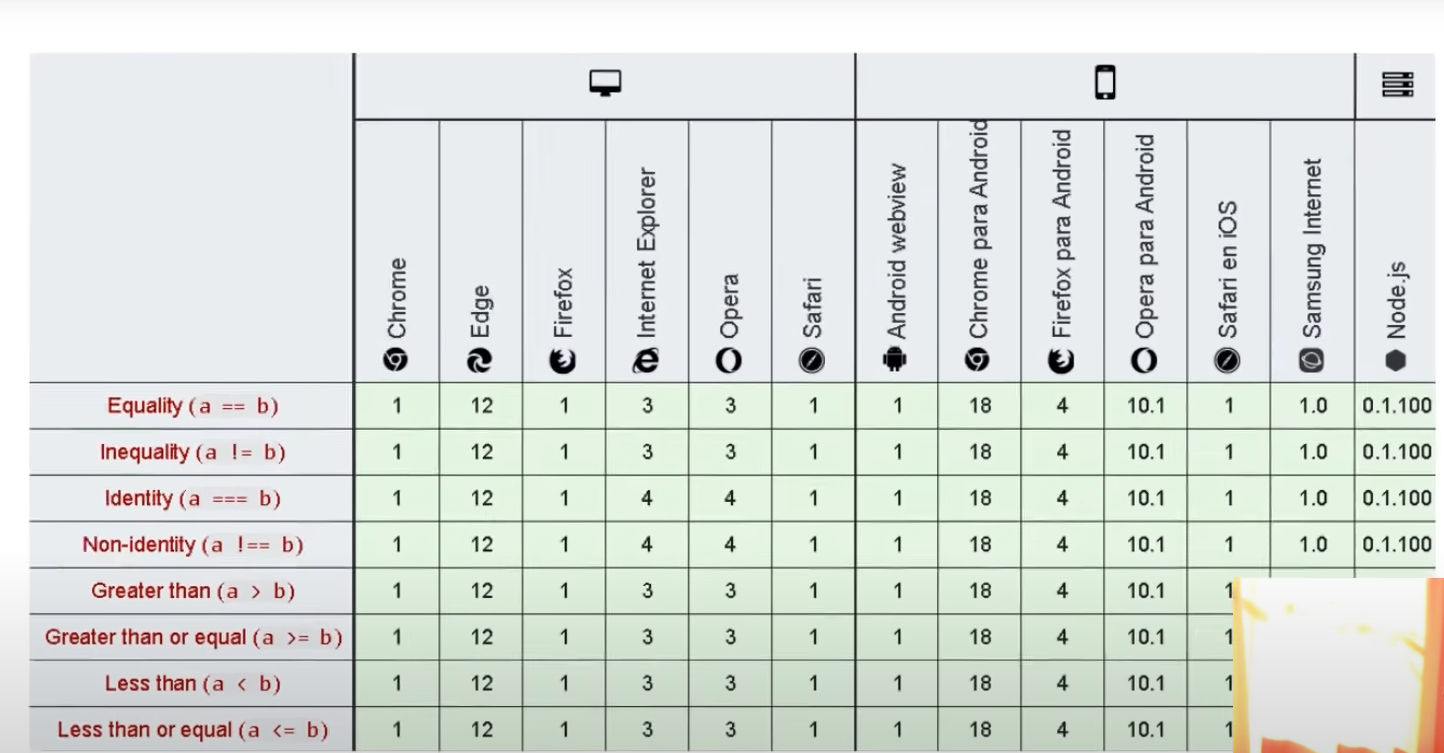 Chrome
Edge
Firefox
Internet Explorer
Opera
Safari
Android webview
Chrome para Android
Firefox para Android
Opera para Android
Safari en iOS
Samsung Internet
Node.js
Equality (a == b) 1 12 1 3 3 1 1 18 4 10.1 1 1.0 0.1.100
Inequality (a != b) 1 12 1 3 3 1 1 18 4 10.1 1 1.0 0.1.100
Identity (a === b) 1 12 1 4 4 1 1 18 4 10.1 1 1.0 0.1.100
Non-identity (a !== b) 1 12 1 4 4 1 1 18 4 10.1 1 1.0 0.1.100
Greater than (a > b) 1 12 1 3 3 1 1 18 4 10.1 1
Greater than or equal (a >= b) 1 12 1 3 3 1 1 18 4 10.1 1
Less than (a < b) 1 12 1 3 3 1 1 18 4 10.1 1
Less than or equal (a <= b) 1 12 1 3 3 1 1 18 4 10.1 1